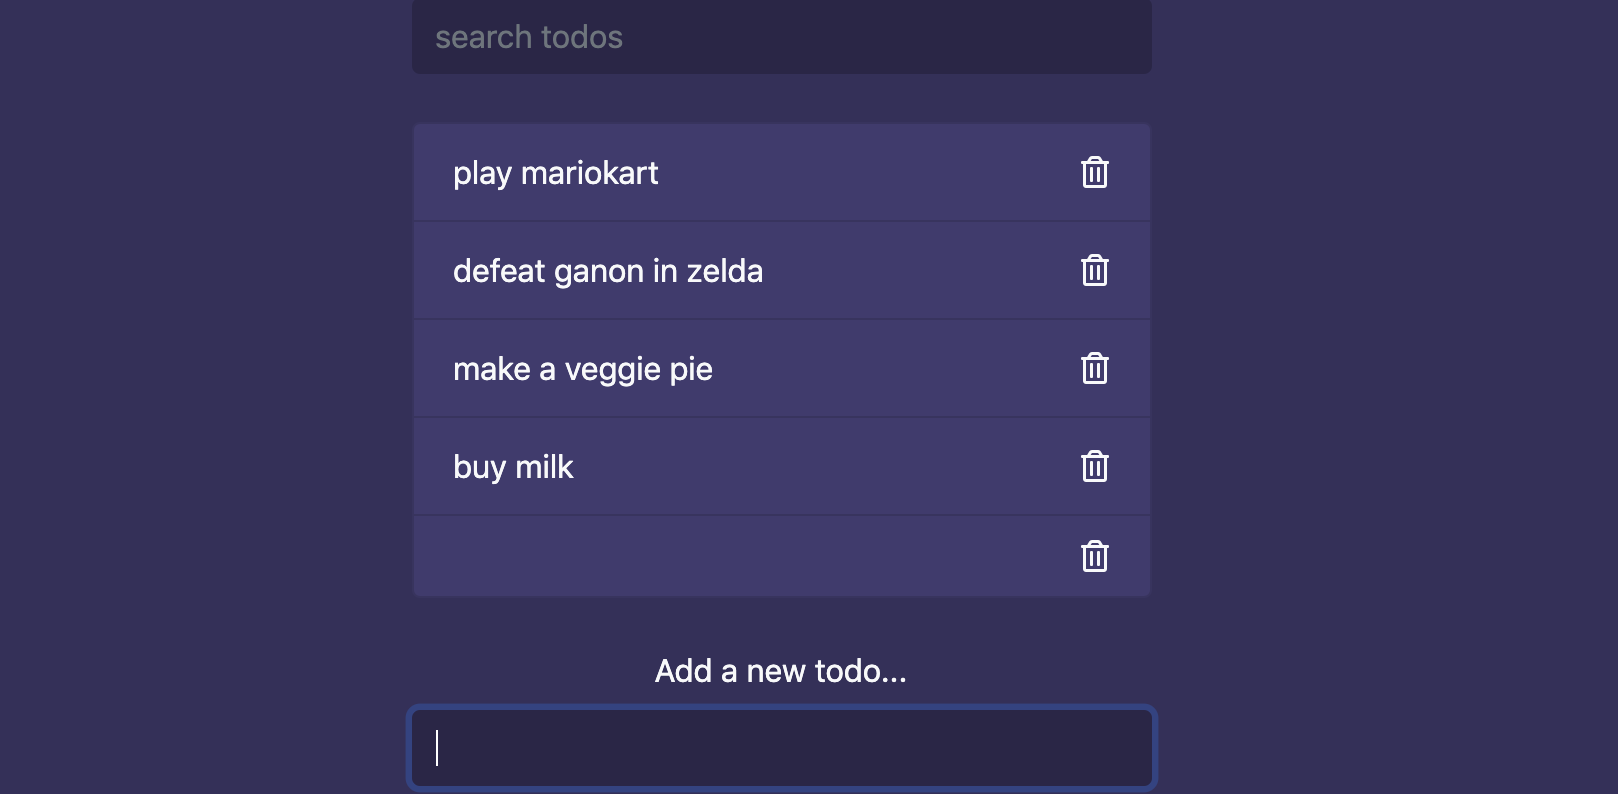 search todos
play mariokart
defeat ganon in zelda
make a veggie pie
buy milk
Add a new todo...